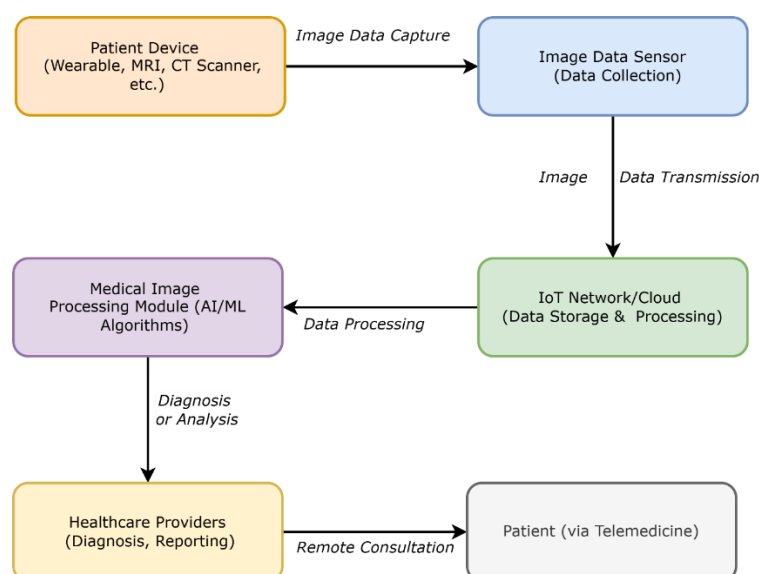 Patient Device
(Wearable, MRI, CT Scanner,
etc.)
Image Data Capture
Image Data Sensor
(Data Collection)
Image Data Transmission
IoT Network/Cloud
(Data Storage & Processing)
Data Processing
Medical Image
Processing Module (AI/ML
Algorithms)
Diagnosis
or Analysis
Healthcare Providers
(Diagnosis, Reporting)
Remote Consultation
Patient (via Telemedicine)